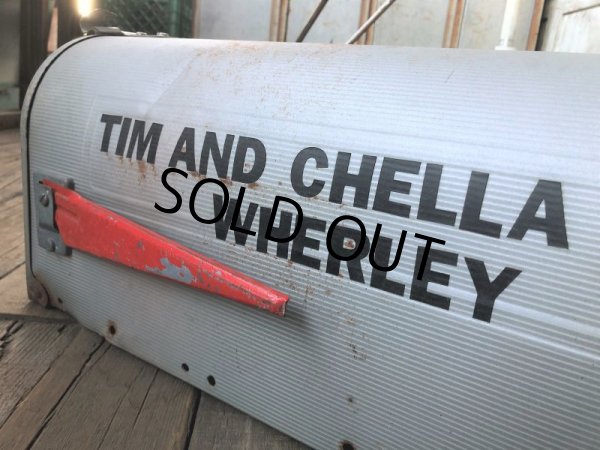 TIM AND CHELLA
WHERLEY
SOLD OUT